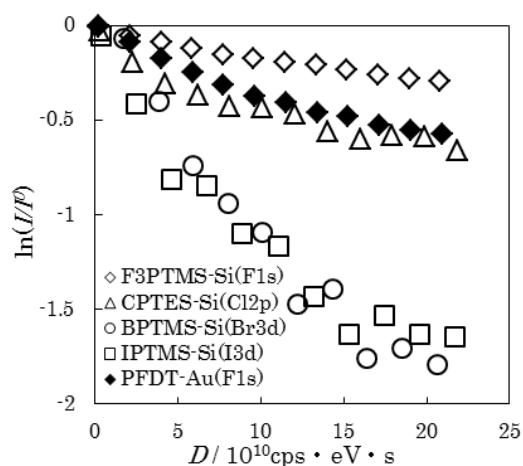 0
-0.5
-1
-1.5
-2
ln(I/I⁰)
◇ F3PTMS-Si(F1s)
△ CPTES-Si(Cl2p)
○ BPTMS-Si(Br3d)
□ IPTMS-Si(I3d)
◆ PFDT-Au(F1s)
0 5 10 15 20 25
D / 10¹⁰cps・eV・s